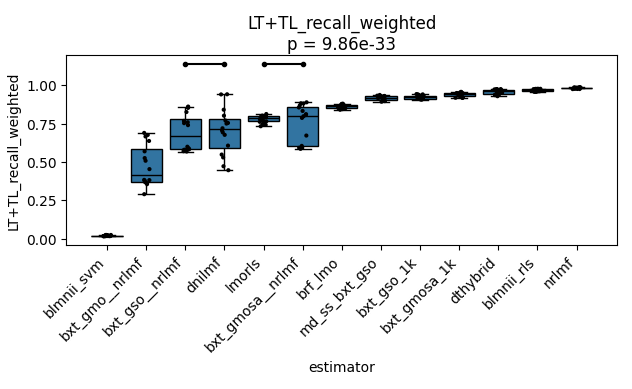 LT+TL_recall_weighted
p = 9.86e-33
LT+TL_recall_weighted
1.00
0.75
0.50
0.25
0.00
blmnii_svm
bxt_gmo__nrlmf
bxt_gso__nrlmf
dnilmf
lmorls
bxt_gmosa__nrlmf
brf_lmo
md_ss_bxt_gso
bxt_gso_1k
bxt_gmosa_1k
dthybrid
blmnii_rls
nrlmf
estimator